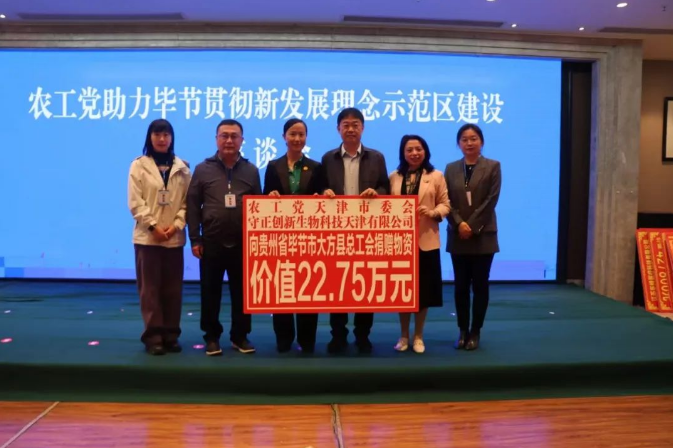 农工党助力毕节贯彻新发展理念示范区建设
谈
农工党天津市委会
守正创新生物科技天津有限公司
向贵州省毕节市大方县总工会捐赠物资
价值22.75万元